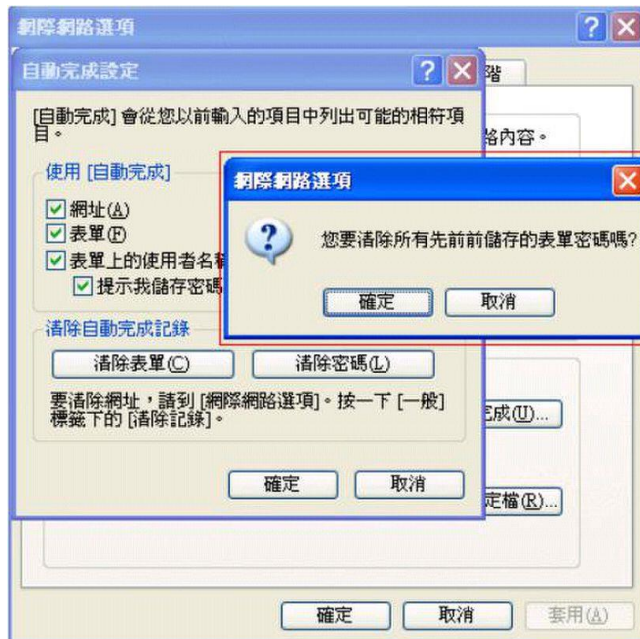 網際網路選項
自動完成設定
階
[自動完成] 會從您以前輸入的項目中列出可能的相符項
目。
絡內容。
使用 [自動完成]
網址(A)
表單(F)
表單上的使用者名稱
提示我儲存密碼
網際網路選項
您要清除所有先前前儲存的表單密碼嗎?
確定
取消
清除自動完成記錄
清除表單(C)
清除密碼(L)
要清除網址，請到 [網際網路選項]。按一下 [一般]
標籤下的 [清除記錄]。
完成(U)...
確定
取消
定檔(R)...
確定
取消
套用(A)